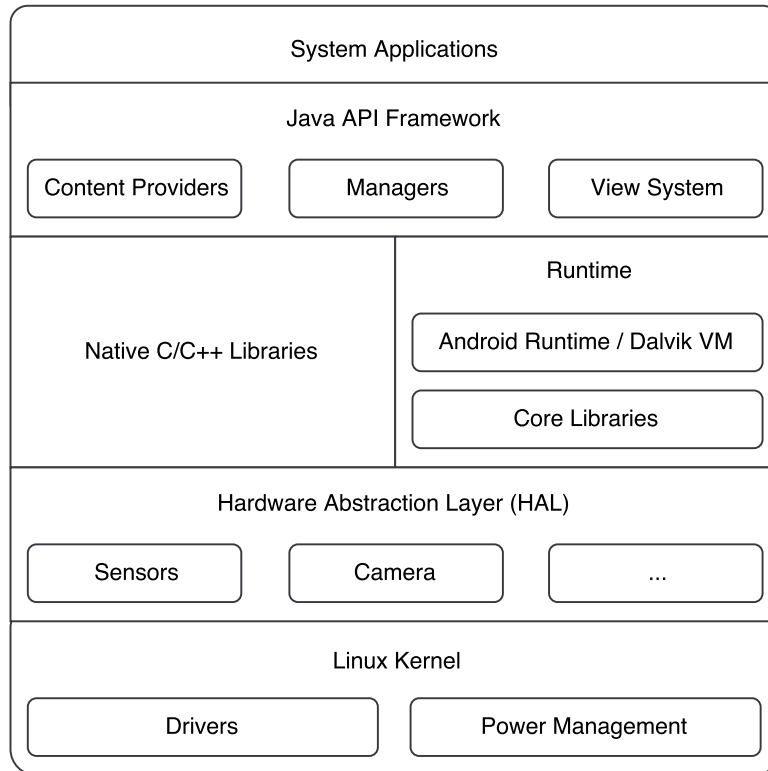 System Applications
Java API Framework
Content Providers
Managers
View System
Native C/C++ Libraries
Runtime
Android Runtime / Dalvik VM
Core Libraries
Hardware Abstraction Layer (HAL)
Sensors
Camera
...
Linux Kernel
Drivers
Power Management